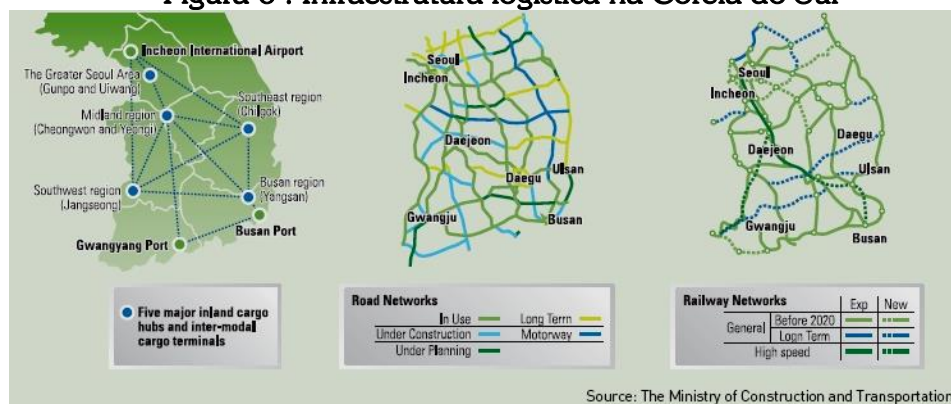 Figura 6 : Infraestrutura logística na Coreia do Sul
Incheon International Airport
The Greater Seoul Area
(Gunpo and Uiwang)
Southeast region
(Chilgok)
Midland region
(Cheongwon and Yeongi)
Southwest region
(Jangseong)
Busan region
(Yangsan)
Busan Port
Gwangyang Port
Five major inland cargo
hubs and inter-modal
cargo terminals
Seoul
Incheon
Daejeon
Daegu
Ulsan
Gwangju
Busan
Road Networks
In Use
Long Term
Under Construction
Motorway
Under Planning
Seoul
Incheon
Daegu
Daejeon
Ulsan
Gwangju
Busan
Railway Networks
Exp
New
General
Before 2020
Logn Term
High speed
Source: The Ministry of Construction and Transportation